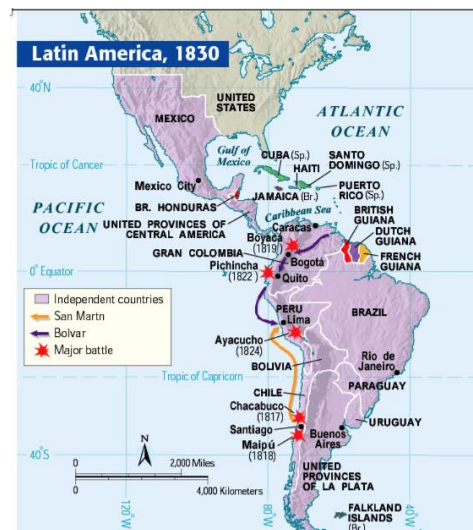 Latin America, 1830
40°N
UNITED
STATES
MEXICO
ATLANTIC
OCEAN
Gulf of
Mexico
CUBA (Sp.)
SANTO
DOMINGO (Sp.)
HAITI
Tropic of Cancer
Mexico City
JAMAICA (Br.)
PUERTO
RICO (Sp.)
BR. HONDURAS
BRITISH
GUIANA
PACIFIC
OCEAN
UNITED PROVINCES OF
CENTRAL AMERICA
Caribbean Sea
Caracas
DUTCH
GUIANA
Boyacá
(1819)
GRAN COLOMBIA
Bogotá
FRENCH
GUIANA
Pichincha
(1822)
0° Equator
Quito
Independent countries
San Martn
Bolvar
Major battle
PERU
Lima
BRAZIL
Ayacucho
(1824)
BOLIVIA
Rio de
Janeiro
Tropic of Capricorn
PARAGUAY
CHILE
Chacabuco
(1817)
URUGUAY
Santiago
Buenos
Aires
Maipú
(1818)
N
40°S
0
2,000 Miles
0
4,000 Kilometers
UNITED
PROVINCES
OF LA PLATA
120°W
80°W
40°W
FALKLAND
ISLANDS
(Br.)